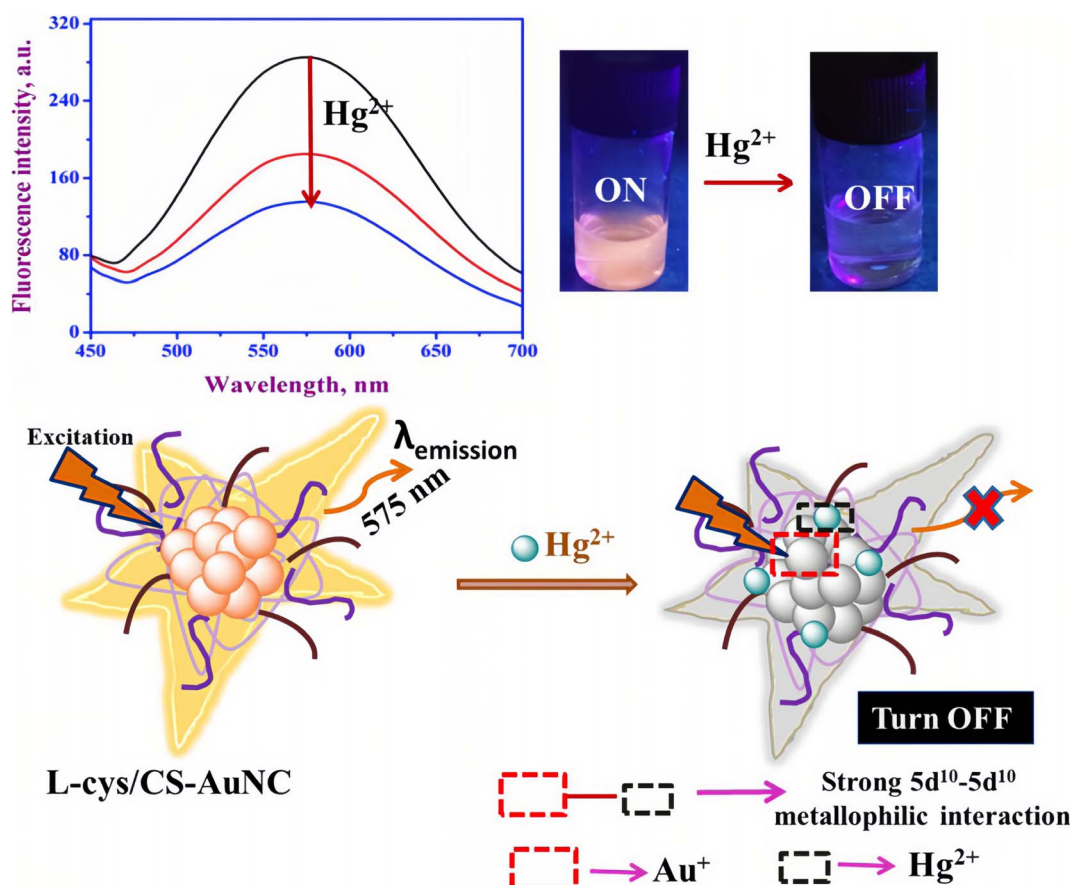 320
240
160
80
0
Fluorescence intensity, a.u.
Hg²⁺
450 500 550 600 650 700
Wavelength, nm
ON
Hg²⁺
OFF
Excitation
λemission
575 nm
Hg²⁺
L-cys/CS-AuNC
Turn OFF
Strong 5d¹⁰-5d¹⁰
metallophilic interaction
Au⁺
Hg²⁺